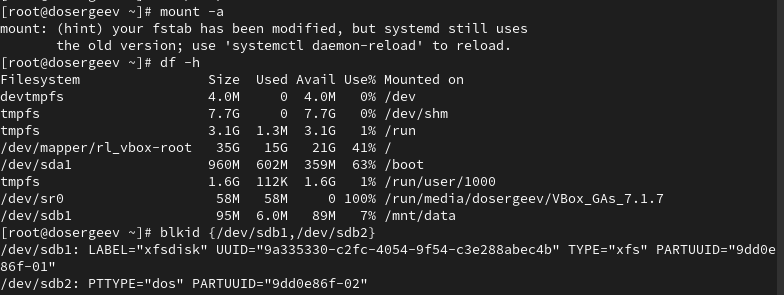 [root@dosergeev ~]# mount -a
mount: (hint) your fstab has been modified, but systemd still uses
       the old version; use 'systemctl daemon-reload' to reload.
[root@dosergeev ~]# df -h
Filesystem                Size  Used Avail Use% Mounted on
devtmpfs                  4.0M     0  4.0M   0% /dev
tmpfs                     7.7G     0  7.7G   0% /dev/shm
tmpfs                     3.1G  1.3M  3.1G   1% /run
/dev/mapper/rl_vbox-root   35G   15G   21G  41% /
/dev/sda1                 960M  602M  359M  63% /boot
tmpfs                     1.6G  112K  1.6G   1% /run/user/1000
/dev/sr0                   58M   58M     0 100% /run/media/dosergeev/VBox_GAs_7.1.7
/dev/sdb1                  95M  6.0M   89M   7% /mnt/data
[root@dosergeev ~]# blkid {/dev/sdb1,/dev/sdb2}
/dev/sdb1: LABEL="xfsdisk" UUID="9a335330-c2fc-4054-9f54-c3e288abec4b" TYPE="xfs" PARTUUID="9dd0e
86f-01"
/dev/sdb2: PTTYPE="dos" PARTUUID="9dd0e86f-02"